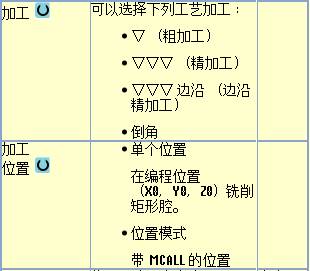 加工
可以选择下列工艺加工：
• ▽ （粗加工）
• ▽▽▽ （精加工）
• ▽▽▽ 边沿 （边沿
精加工）
• 倒角
加工
位置
• 单个位置
在编程位置
（X0, Y0, Z0）铣削
矩形腔。
• 位置模式
带 MCALL 的位置